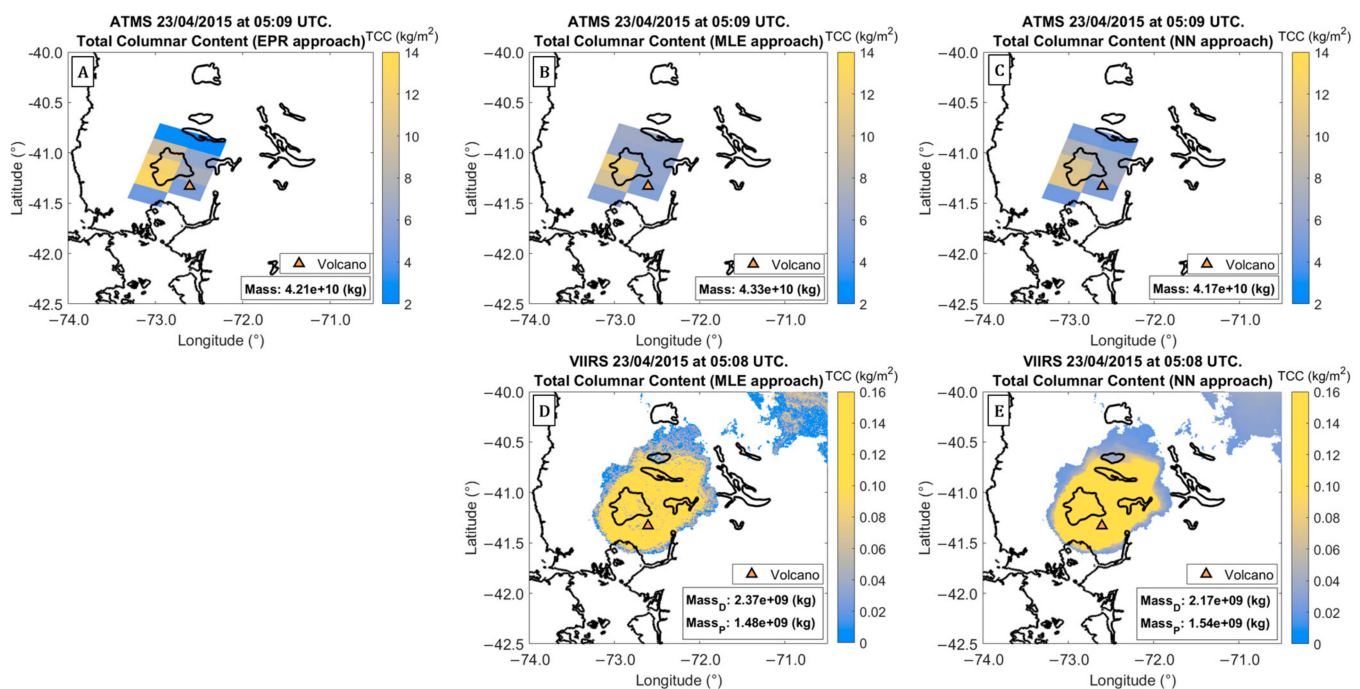 ATMS 23/04/2015 at 05:09 UTC.
Total Columnar Content (EPR approach)
TCC (kg/m²)
A
-40.0
-40.5
-41.0
-41.5
-42.0
-42.5
Latitude (°)
−74.0
−73.0
−72.0
−71.0
Longitude (°)
14
12
10
8
6
4
2
Volcano
Mass: 4.21e+10 (kg)
ATMS 23/04/2015 at 05:09 UTC.
Total Columnar Content (MLE approach)
TCC (kg/m²)
B
−40.0
−40.5
−41.0
−41.5
−42.0
−42.5
Latitude (°)
−74.0
−73.0
−72.0
−71.0
Longitude (°)
14
12
10
8
6
4
2
Volcano
Mass: 4.33e+10 (kg)
ATMS 23/04/2015 at 05:09 UTC.
Total Columnar Content (NN approach)
TCC (kg/m²)
C
−40.0
−40.5
−41.0
−41.5
−42.0
−42.5
Latitude (°)
−74.0
−73.0
−72.0
−71.0
Longitude (°)
14
12
10
8
6
4
2
Volcano
Mass: 4.17e+10 (kg)
VIIRS 23/04/2015 at 05:08 UTC.
Total Columnar Content (MLE approach)
TCC (kg/m²)
D
−40.0
−40.5
−41.0
−41.5
−42.0
−42.5
Latitude (°)
−74.0
−73.0
−72.0
−71.0
Longitude (°)
0.16
0.14
0.12
0.10
0.08
0.06
0.04
0.02
0
Volcano
Mass_D: 2.37e+09 (kg)
Mass_P: 1.48e+09 (kg)
VIIRS 23/04/2015 at 05:08 UTC.
Total Columnar Content (NN approach)
TCC (kg/m²)
E
−40.0
−40.5
−41.0
−41.5
−42.0
−42.5
Latitude (°)
−74.0
−73.0
−72.0
−71.0
Longitude (°)
0.16
0.14
0.12
0.10
0.08
0.06
0.04
0.02
0
Volcano
Mass_D: 2.17e+09 (kg)
Mass_P: 1.54e+09 (kg)